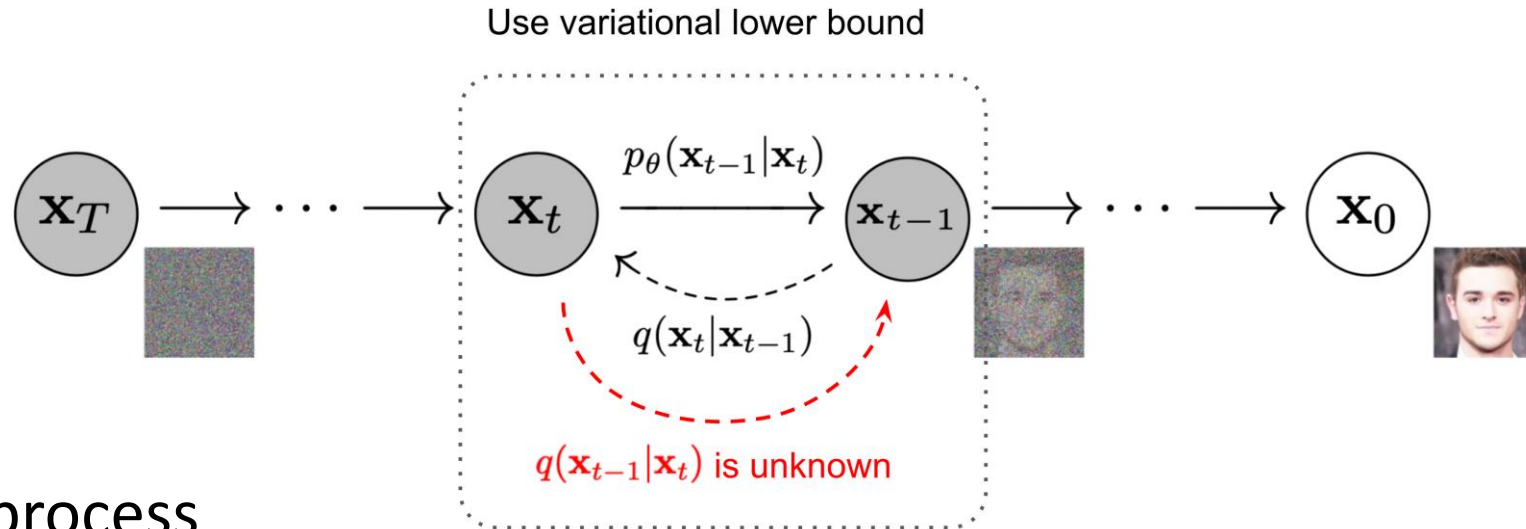 Use variational lower bound
p_θ(x_{t−1}|x_t)
x_T → ⋯ → x_t → x_{t−1} → ⋯ → x_0
q(x_t|x_{t−1})
q(x_{t−1}|x_t) is unknown
process